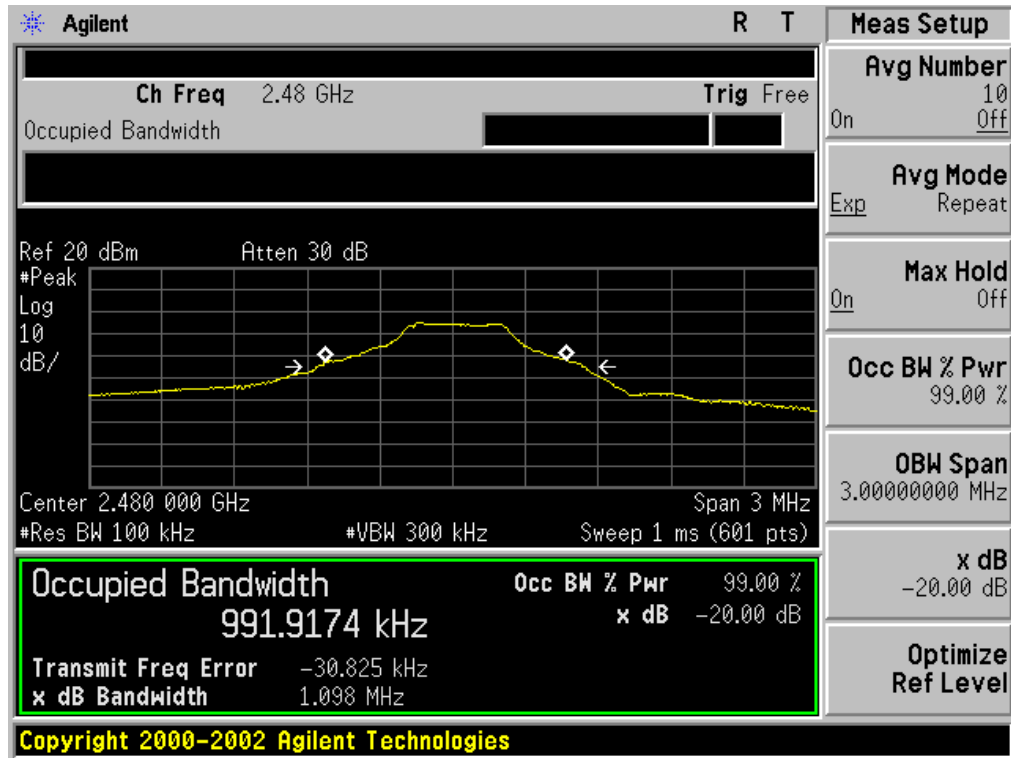 Agilent R T
Ch Freq 2.48 GHz Trig Free
Occupied Bandwidth
Ref 20 dBm Atten 30 dB
#Peak
Log
10
dB/
Center 2.480 000 GHz Span 3 MHz
#Res BW 100 kHz #VBW 300 kHz Sweep 1 ms (601 pts)
Occupied Bandwidth Occ BW % Pwr 99.00 %
991.9174 kHz x dB -20.00 dB
Transmit Freq Error -30.825 kHz
x dB Bandwidth 1.098 MHz
Copyright 2000-2002 Agilent Technologies
Meas Setup
Avg Number
10
On Off
Avg Mode
Exp Repeat
Max Hold
On Off
Occ BW % Pwr
99.00 %
OBW Span
3.00000000 MHz
x dB
-20.00 dB
Optimize
Ref Level